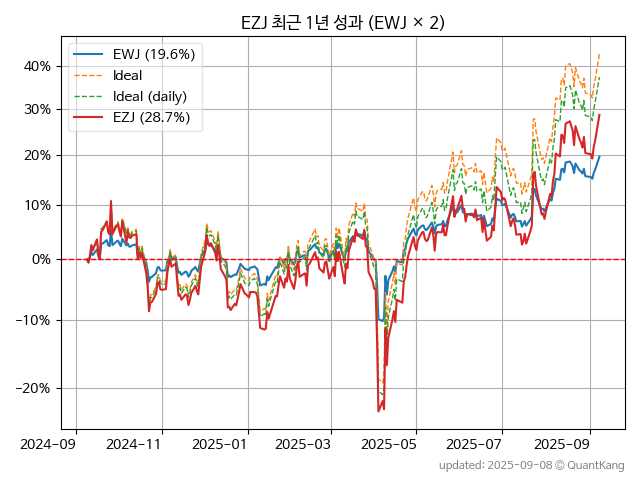 EZJ 최근 1년 성과 (EWJ × 2)
EWJ (19.6%)
Ideal
Ideal (daily)
EZJ (28.7%)
40%
30%
20%
10%
0%
−10%
−20%
2024-09 2024-11 2025-01 2025-03 2025-05 2025-07 2025-09
updated: 2025-09-08 © QuantKang